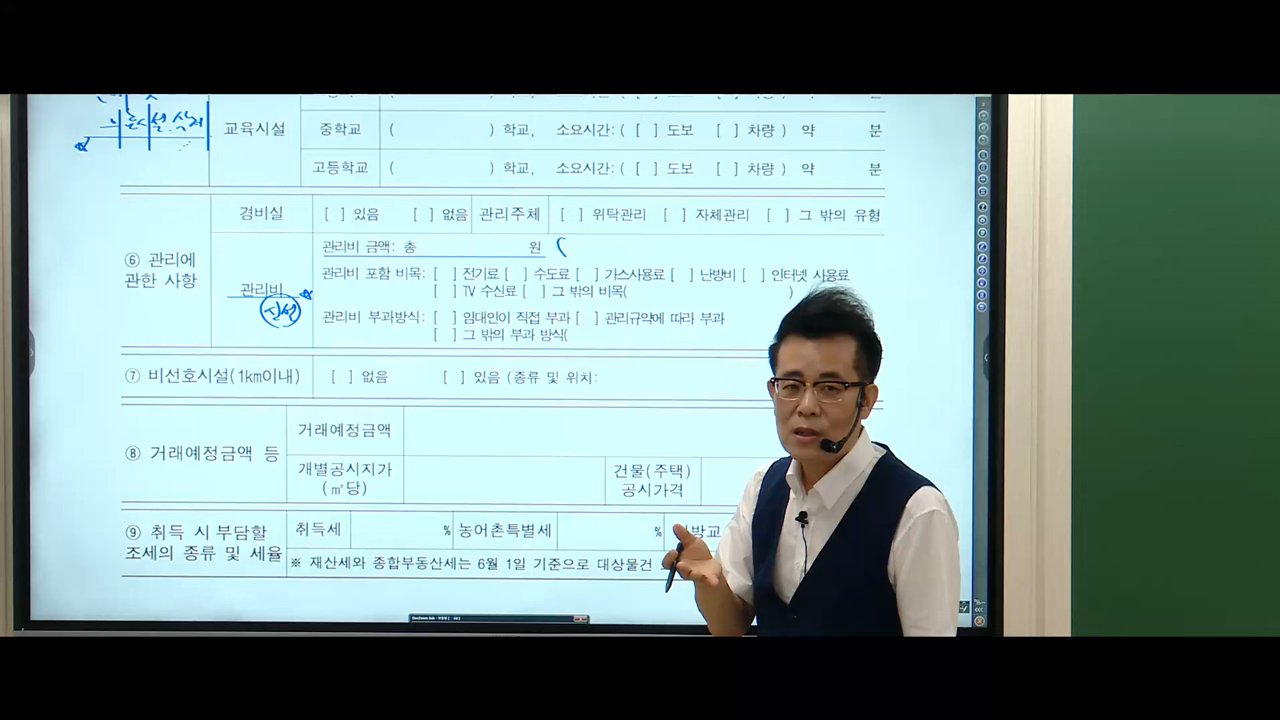 교육시설
중학교 ( ) 학교, 소요시간: ( [ ] 도보 [ ] 차량 ) 약 분
고등학교 ( ) 학교, 소요시간: ( [ ] 도보 [ ] 차량 ) 약 분
⑥ 관리에 관한 사항
경비실 [ ] 있음 [ ] 없음 관리주체 [ ] 위탁관리 [ ] 자체관리 [ ] 그 밖의 유형
관리비
신설
관리비 금액: 총 원 (
관리비 포함 비목: [ ] 전기료 [ ] 수도료 [ ] 가스사용료 [ ] 난방비 [ ] 인터넷 사용료
[ ] TV 수신료 [ ] 그 밖의 비목( )
관리비 부과방식: [ ] 임대인이 직접 부과 [ ] 관리규약에 따라 부과
[ ] 그 밖의 부과 방식(
⑦ 비선호시설(1km이내) [ ] 없음 [ ] 있음 (종류 및 위치:
⑧ 거래예정금액 등
거래예정금액
개별공시지가
(㎡당)
건물(주택)
공시가격
⑨ 취득 시 부담할
조세의 종류 및 세율
취득세 % 농어촌특별세 %
※ 재산세와 종합부동산세는 6월 1일 기준으로 대상물건